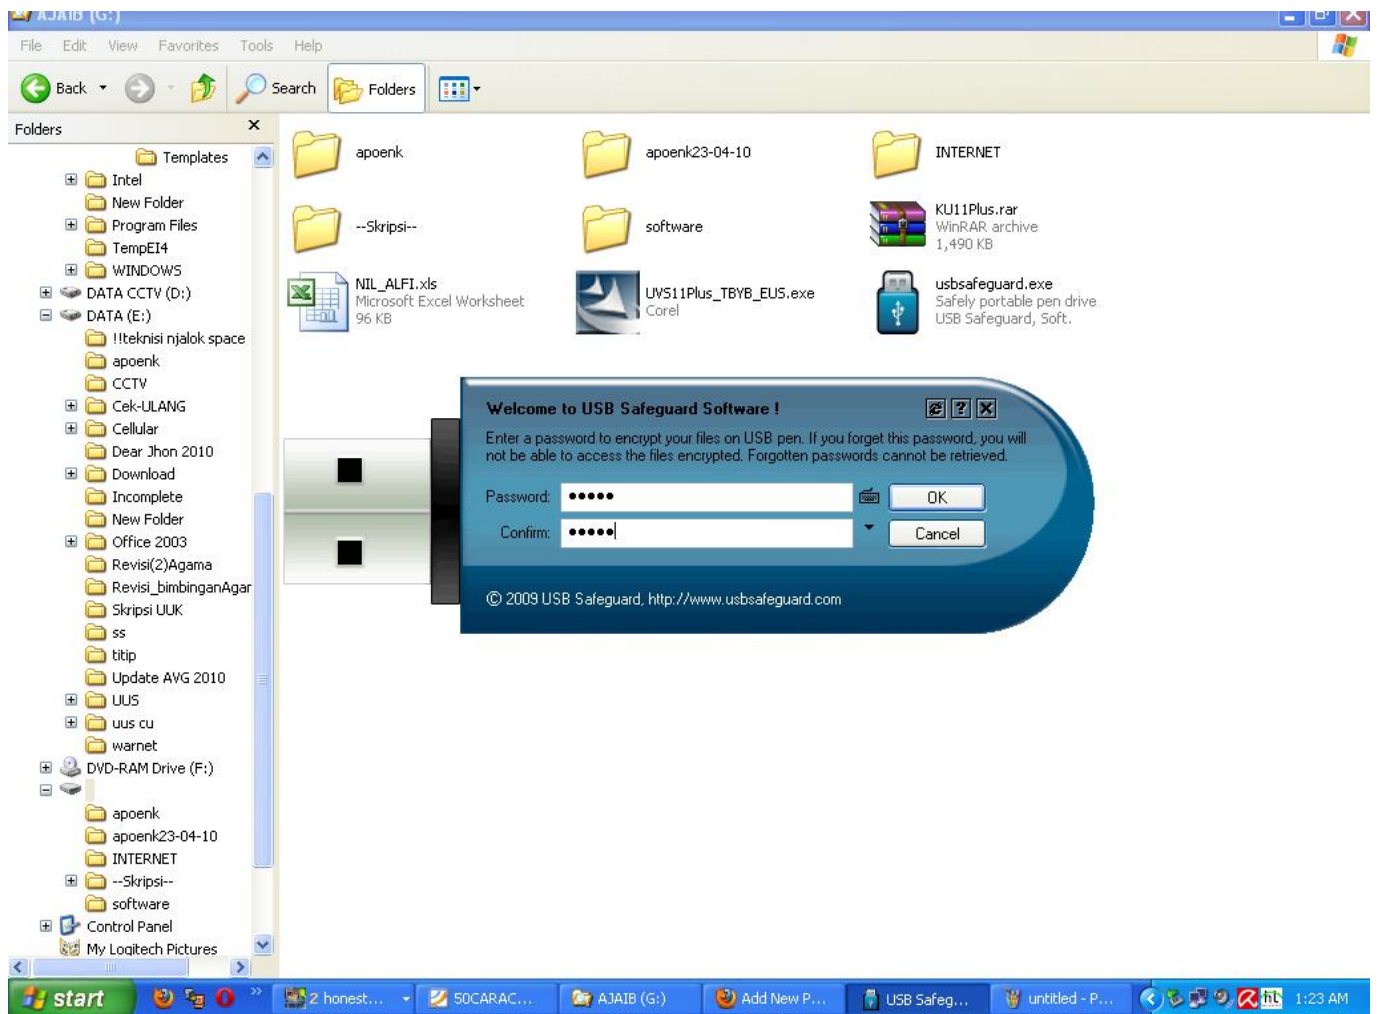 AJAIB (G:)
File Edit View Favorites Tools Help
Back Search Folders
Folders
Templates
Intel
New Folder
Program Files
TempEI4
WINDOWS
DATA CCTV (D:)
DATA (E:)
!!teknisi njalok space
apoenk
CCTV
Cek-ULANG
Cellular
Dear Jhon 2010
Download
Incomplete
New Folder
Office 2003
Revisi(2)Agama
Revisi_bimbinganAgar
Skripsi UUK
ss
titip
Update AVG 2010
UUS
uus cu
warnet
DVD-RAM Drive (F:)
apoenk
apoenk23-04-10
INTERNET
--Skripsi--
software
Control Panel
My Logitech Pictures
apoenk
apoenk23-04-10
INTERNET
--Skripsi--
software
KU11Plus.rar
WinRAR archive
1,490 KB
NIL_ALFI.xls
Microsoft Excel Worksheet
96 KB
UVS11Plus_TBYB_EUS.exe
Corel
usbsafeguard.exe
Safely portable pen drive
USB Safeguard, Soft.
Welcome to USB Safeguard Software !
Enter a password to encrypt your files on USB pen. If you forget this password, you will
not be able to access the files encrypted. Forgotten passwords cannot be retrieved.
Password: OK
Confirm: Cancel
© 2009 USB Safeguard, http://www.usbsafeguard.com
start 2 honest... 50CARAC... AJAIB (G:) Add New P... USB Safeg... untitled - P... 1:23 AM